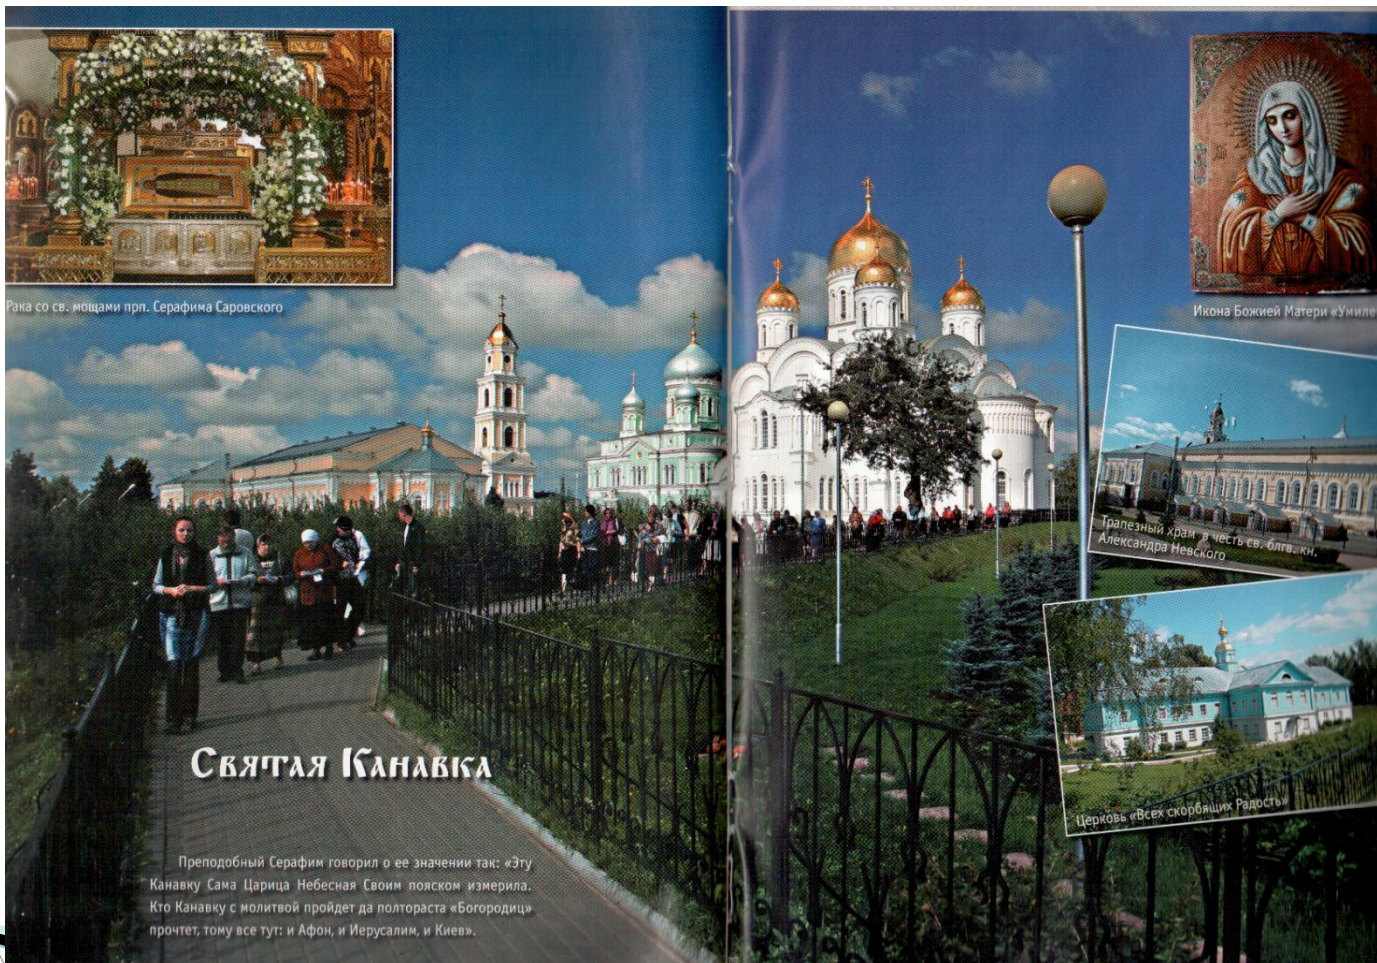 Рака со св. мощами прп. Серафима Саровского
Икона Божией Матери «Умиле
Трапезный храм в честь св. блгв. кн.
Александра Невского
Церковь «Всех скорбящих Радость»
Святая Канавка
Преподобный Серафим говорил о ее значении так: «Эту
Канавку Сама Царица Небесная Своим пояском измерила.
Кто Канавку с молитвой пройдет да полтораста «Богородиц»
прочтет, тому все тут: и Афон, и Иерусалим, и Киев».